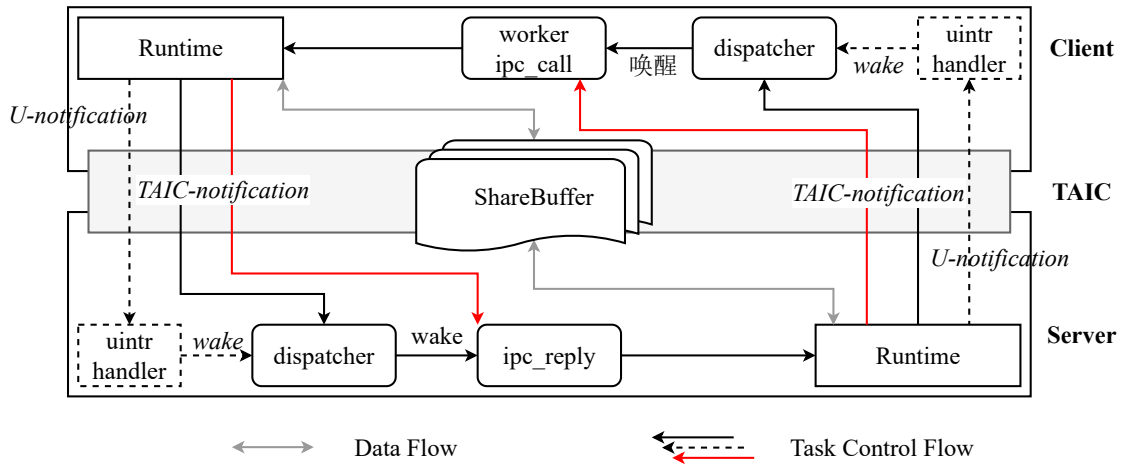 Runtime
worker
ipc_call
唤醒
dispatcher
wake
uintr
handler
Client
U-notification
TAIC-notification
ShareBuffer
TAIC-notification
TAIC
U-notification
uintr
handler
wake
dispatcher
wake
ipc_reply
Runtime
Server
Data Flow
Task Control Flow